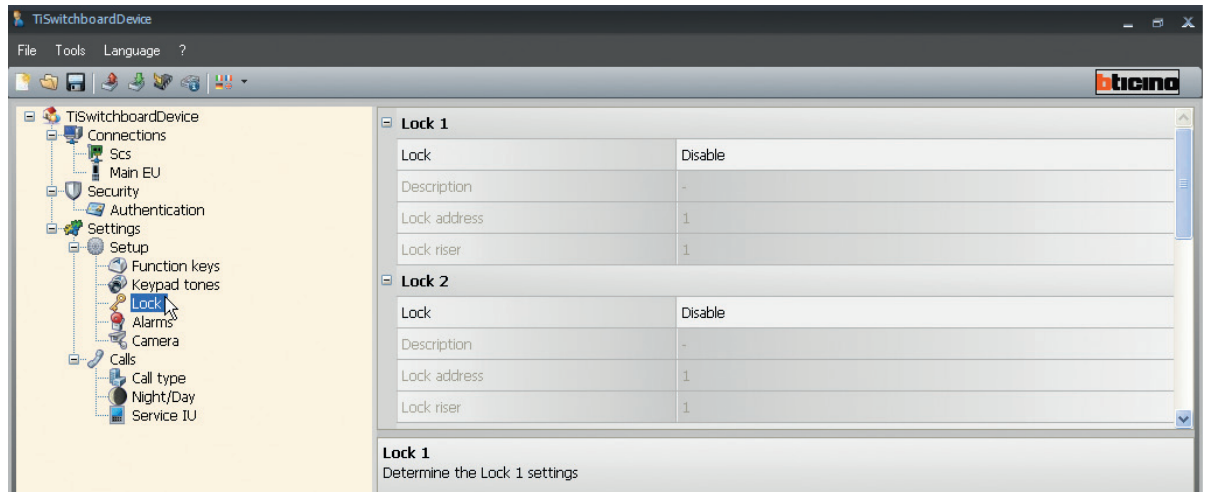 TiSwitchboardDevice
File Tools Language ?
bticino
TiSwitchboardDevice
Connections
Scs
Main EU
Security
Authentication
Settings
Setup
Function keys
Keypad tones
Lock
Alarms
Camera
Calls
Call type
Night/Day
Service IU
Lock 1
Lock Disable
Description -
Lock address 1
Lock riser 1
Lock 2
Lock Disable
Description -
Lock address 1
Lock riser 1
Lock 1
Determine the Lock 1 settings